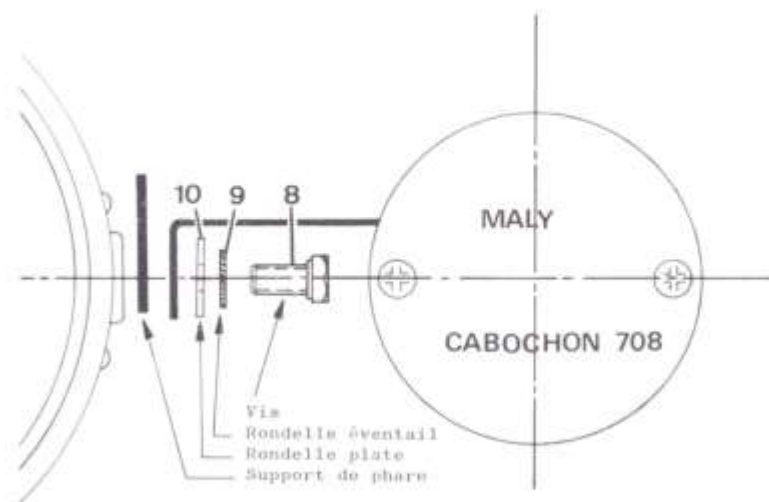 10 9 8
MALY
CABOCHON 708
Vis
Rondelle éventail
Rondelle plate
Support de phare